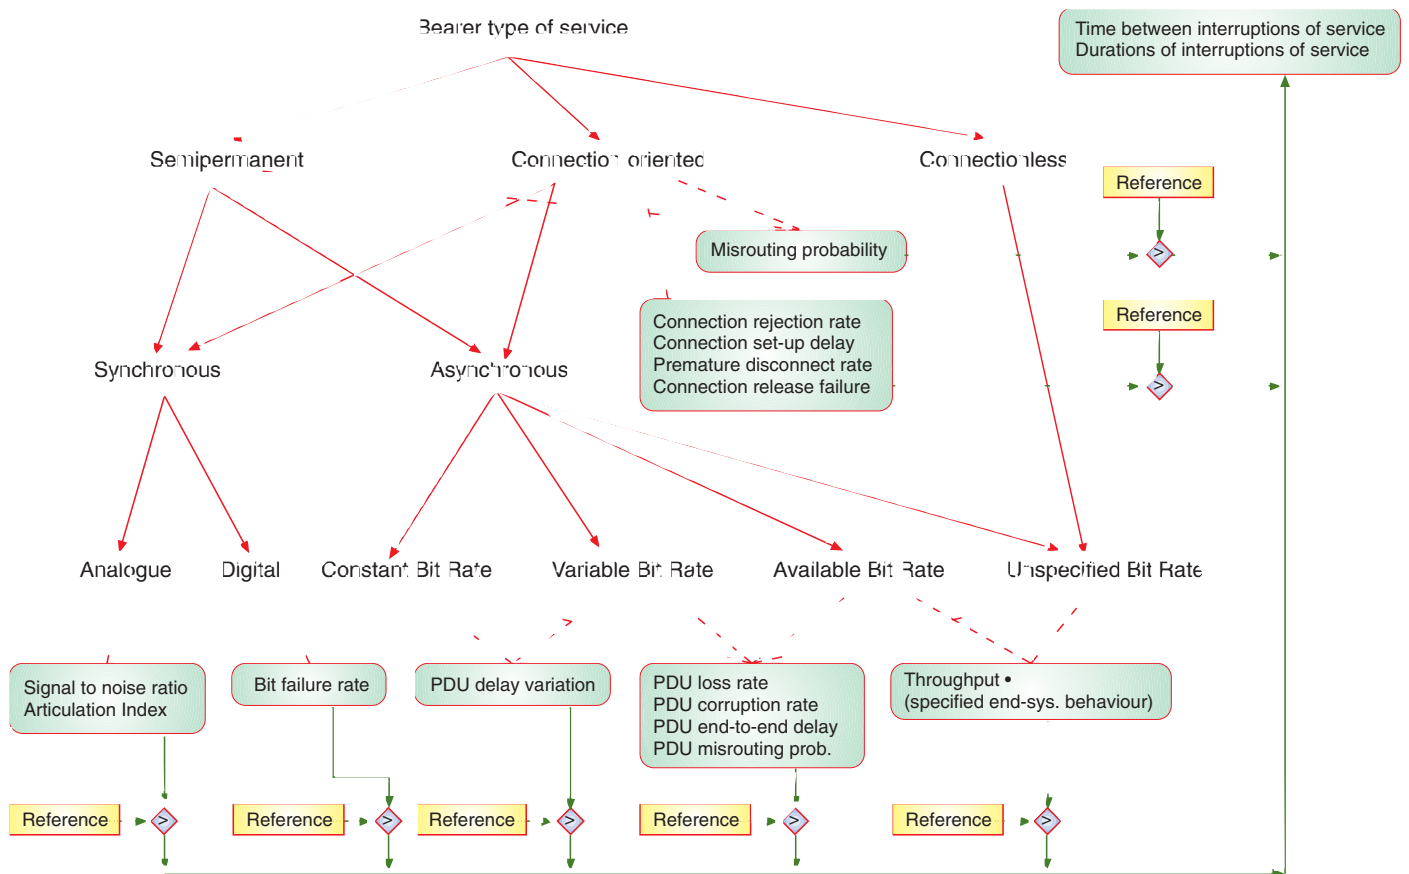 Bearer type of service
Time between interruptions of service
Durations of interruptions of service
Semipermanent
Connection oriented
Connectionless
Reference
>
Misrouting probability
Reference
>
Connection rejection rate
Connection set-up delay
Premature disconnect rate
Connection release failure
Synchronous
Asynchronous
Analogue
Digital
Constant Bit Rate
Variable Bit Rate
Available Bit Rate
Unspecified Bit Rate
Signal to noise ratio
Articulation Index
Bit failure rate
PDU delay variation
PDU loss rate
PDU corruption rate
PDU end-to-end delay
PDU misrouting prob.
Throughput •
(specified end-sys. behaviour)
Reference
>
Reference
>
Reference
>
Reference
>
Reference
>